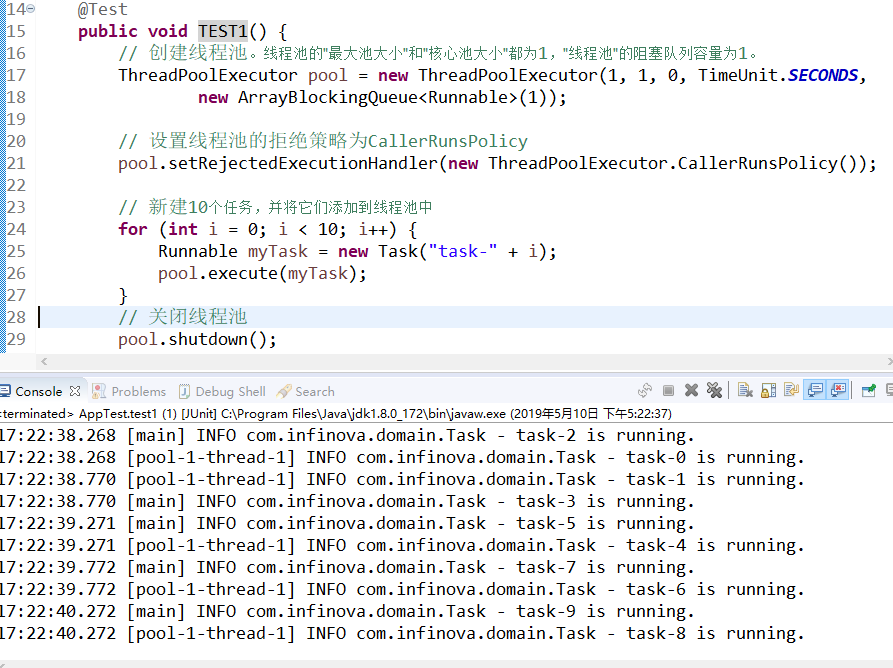 14 @Test
15 public void TEST1() {
16 // 创建线程池。线程池的"最大池大小"和"核心池大小"都为1，"线程池"的阻塞队列容量为1。
17 ThreadPoolExecutor pool = new ThreadPoolExecutor(1, 1, 0, TimeUnit.SECONDS,
18 new ArrayBlockingQueue<Runnable>(1));
19
20 // 设置线程池的拒绝策略为CallerRunsPolicy
21 pool.setRejectedExecutionHandler(new ThreadPoolExecutor.CallerRunsPolicy());
22
23 // 新建10个任务，并将它们添加到线程池中
24 for (int i = 0; i < 10; i++) {
25 Runnable myTask = new Task("task-" + i);
26 pool.execute(myTask);
27 }
28 // 关闭线程池
29 pool.shutdown();
Console Problems Debug Shell Search
<terminated> AppTest.test1 (1) [JUnit] C:\Program Files\Java\jdk1.8.0_172\bin\javaw.exe (2019年5月10日 下午5:22:37)
17:22:38.268 [main] INFO com.infinova.domain.Task - task-2 is running.
17:22:38.268 [pool-1-thread-1] INFO com.infinova.domain.Task - task-0 is running.
17:22:38.770 [pool-1-thread-1] INFO com.infinova.domain.Task - task-1 is running.
17:22:38.770 [main] INFO com.infinova.domain.Task - task-3 is running.
17:22:39.271 [main] INFO com.infinova.domain.Task - task-5 is running.
17:22:39.271 [pool-1-thread-1] INFO com.infinova.domain.Task - task-4 is running.
17:22:39.772 [main] INFO com.infinova.domain.Task - task-7 is running.
17:22:39.772 [pool-1-thread-1] INFO com.infinova.domain.Task - task-6 is running.
17:22:40.272 [main] INFO com.infinova.domain.Task - task-9 is running.
17:22:40.272 [pool-1-thread-1] INFO com.infinova.domain.Task - task-8 is running.